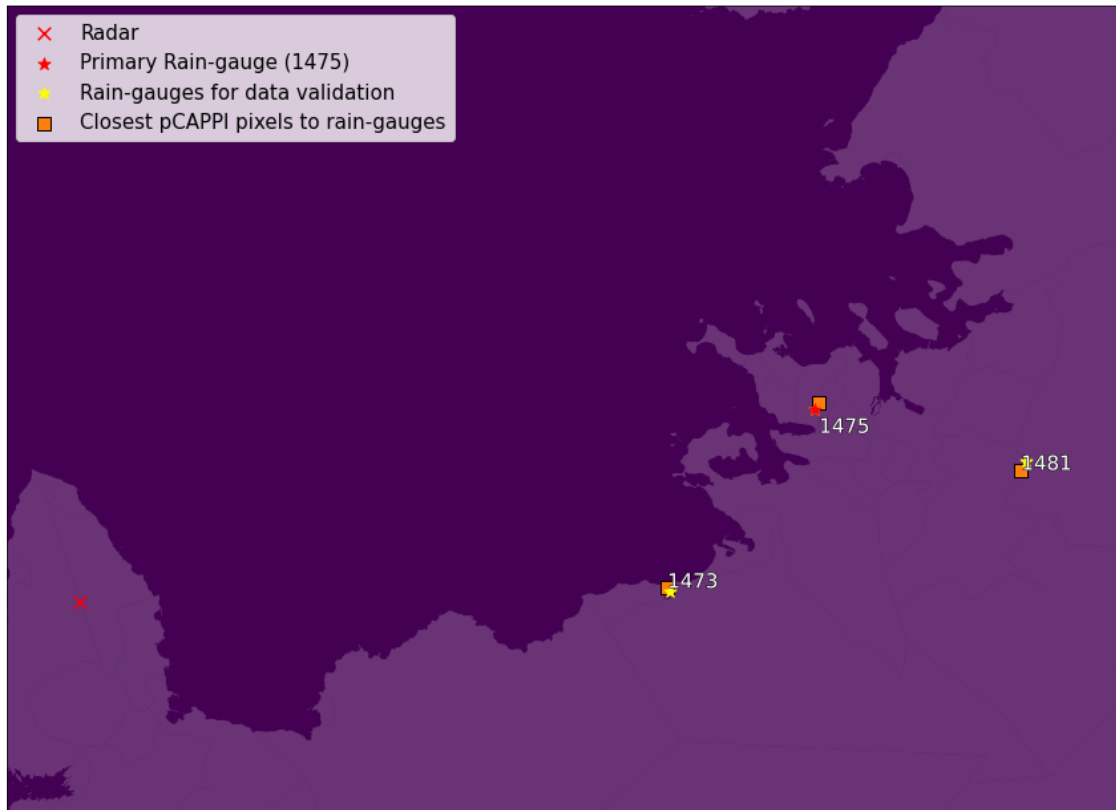 Radar
Primary Rain-gauge (1475)
Rain-gauges for data validation
Closest pCAPPI pixels to rain-gauges
1475
1481
1473